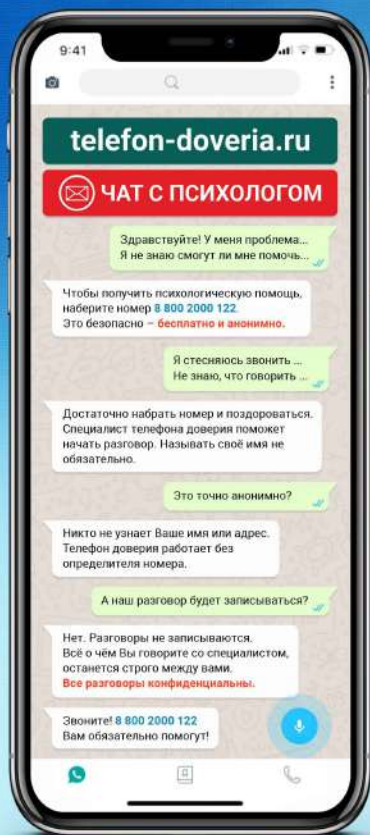 9:41
telefon-doveria.ru
ЧАТ С ПСИХОЛОГОМ
Здравствуйте! У меня проблема...
Я не знаю смогут ли мне помочь...
Чтобы получить психологическую помощь,
наберите номер 8 800 2000 122.
Это безопасно – бесплатно и анонимно.
Я стесняюсь звонить ...
Не знаю, что говорить ...
Достаточно набрать номер и поздороваться.
Специалист телефона доверия поможет
начать разговор. Называть своё имя не
обязательно.
Это точно анонимно?
Никто не узнает Ваше имя или адрес.
Телефон доверия работает без
определителя номера.
А наш разговор будет записываться?
Нет. Разговоры не записываются.
Всё о чём Вы говорите со специалистом,
останется строго между вами.
Все разговоры конфиденциальны.
Звоните! 8 800 2000 122
Вам обязательно помогут!